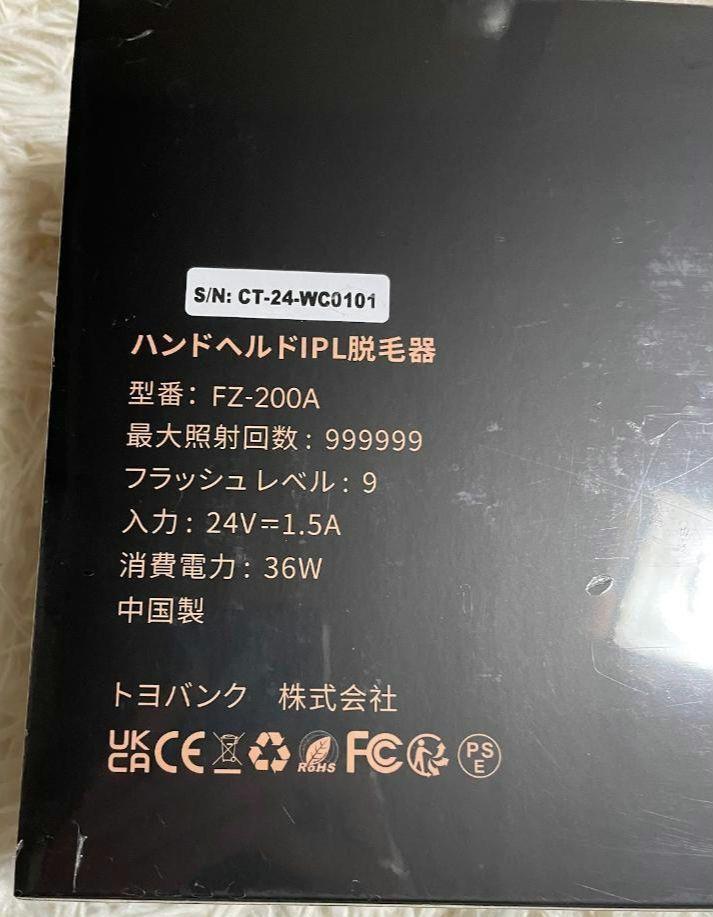 S/N: CT-24-WC0101
ハンドヘルドIPL脱毛器
型番： FZ-200A
最大照射回数： 999999
フラッシュレベル： 9
入力： 24V⎓1.5A
消費電力： 36W
中国製
トヨバンク　株式会社
UK CA CE RoHS FC PS E